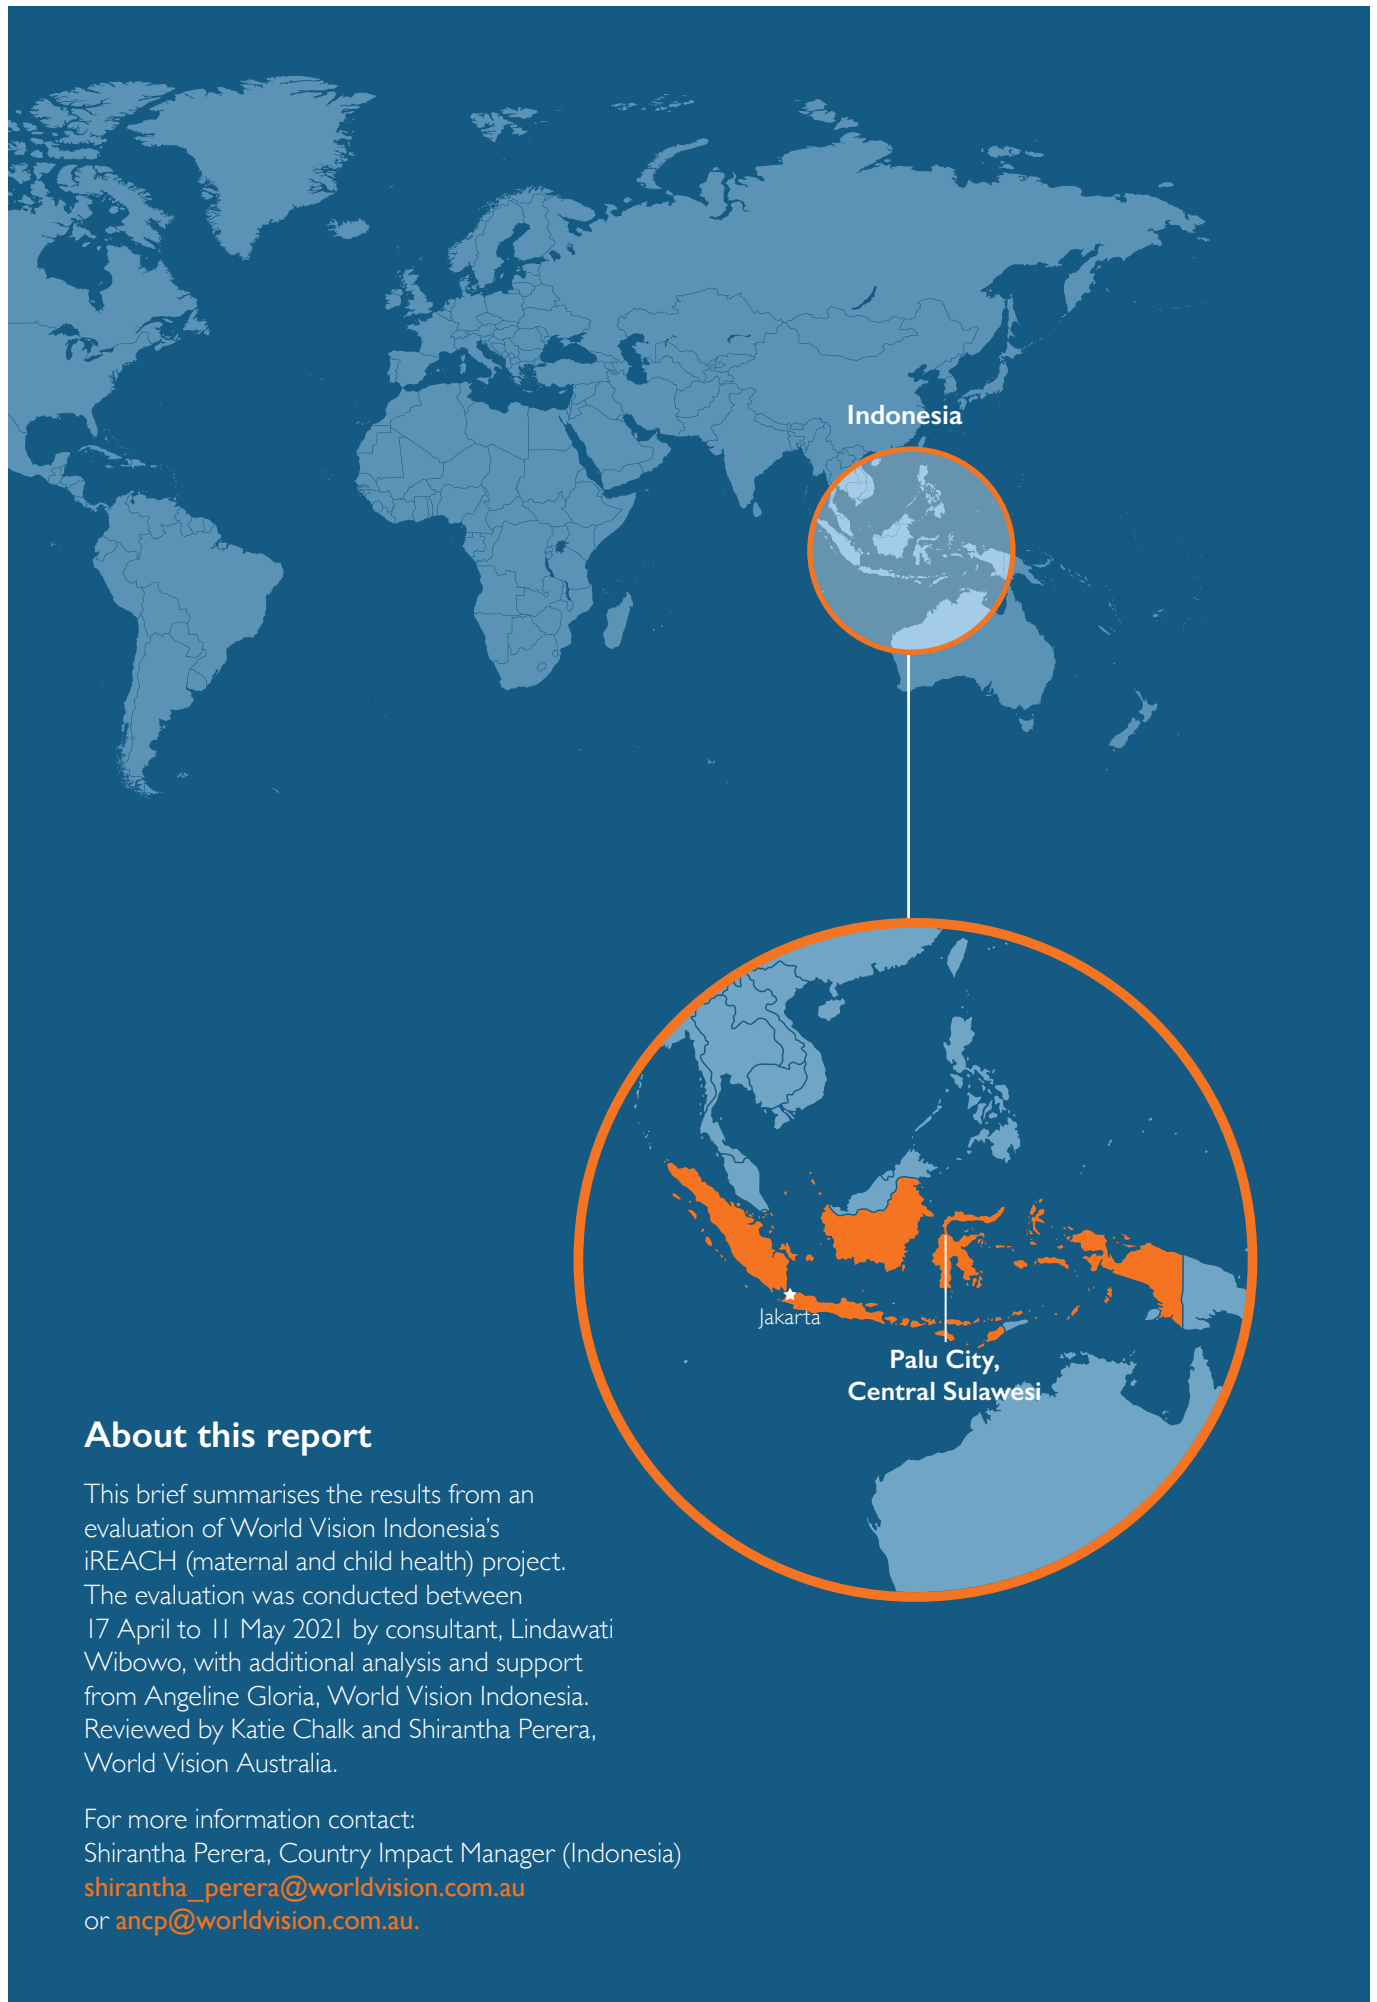 Indonesia
Jakarta
Palu City,
Central Sulawesi
About this report
This brief summarises the results from an
evaluation of World Vision Indonesia’s
iREACH (maternal and child health) project.
The evaluation was conducted between
17 April to 11 May 2021 by consultant, Lindawati
Wibowo, with additional analysis and support
from Angeline Gloria, World Vision Indonesia.
Reviewed by Katie Chalk and Shirantha Perera,
World Vision Australia.
For more information contact:
Shirantha Perera, Country Impact Manager (Indonesia)
shirantha_perera@worldvision.com.au
or ancp@worldvision.com.au.